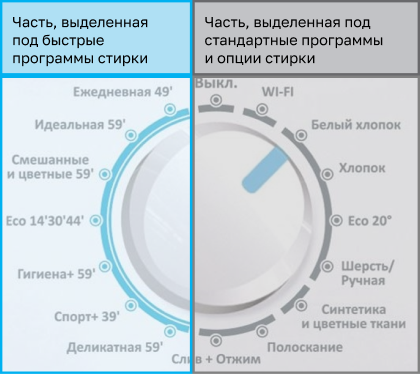 Часть, выделенная
под быстрые
программы стирки
Часть, выделенная под
стандартные программы
и опции стирки
Выкл.
Ежедневная 49'
WI-FI
Идеальная 59'
Белый хлопок
Смешанные
и цветные 59'
Хлопок
Eco 14'30'44'
Eco 20°
Гигиена+ 59'
Шерсть/
Ручная
Спорт+ 39'
Синтетика
и цветные ткани
Деликатная 59'
Полоскание
Слив + Отжим